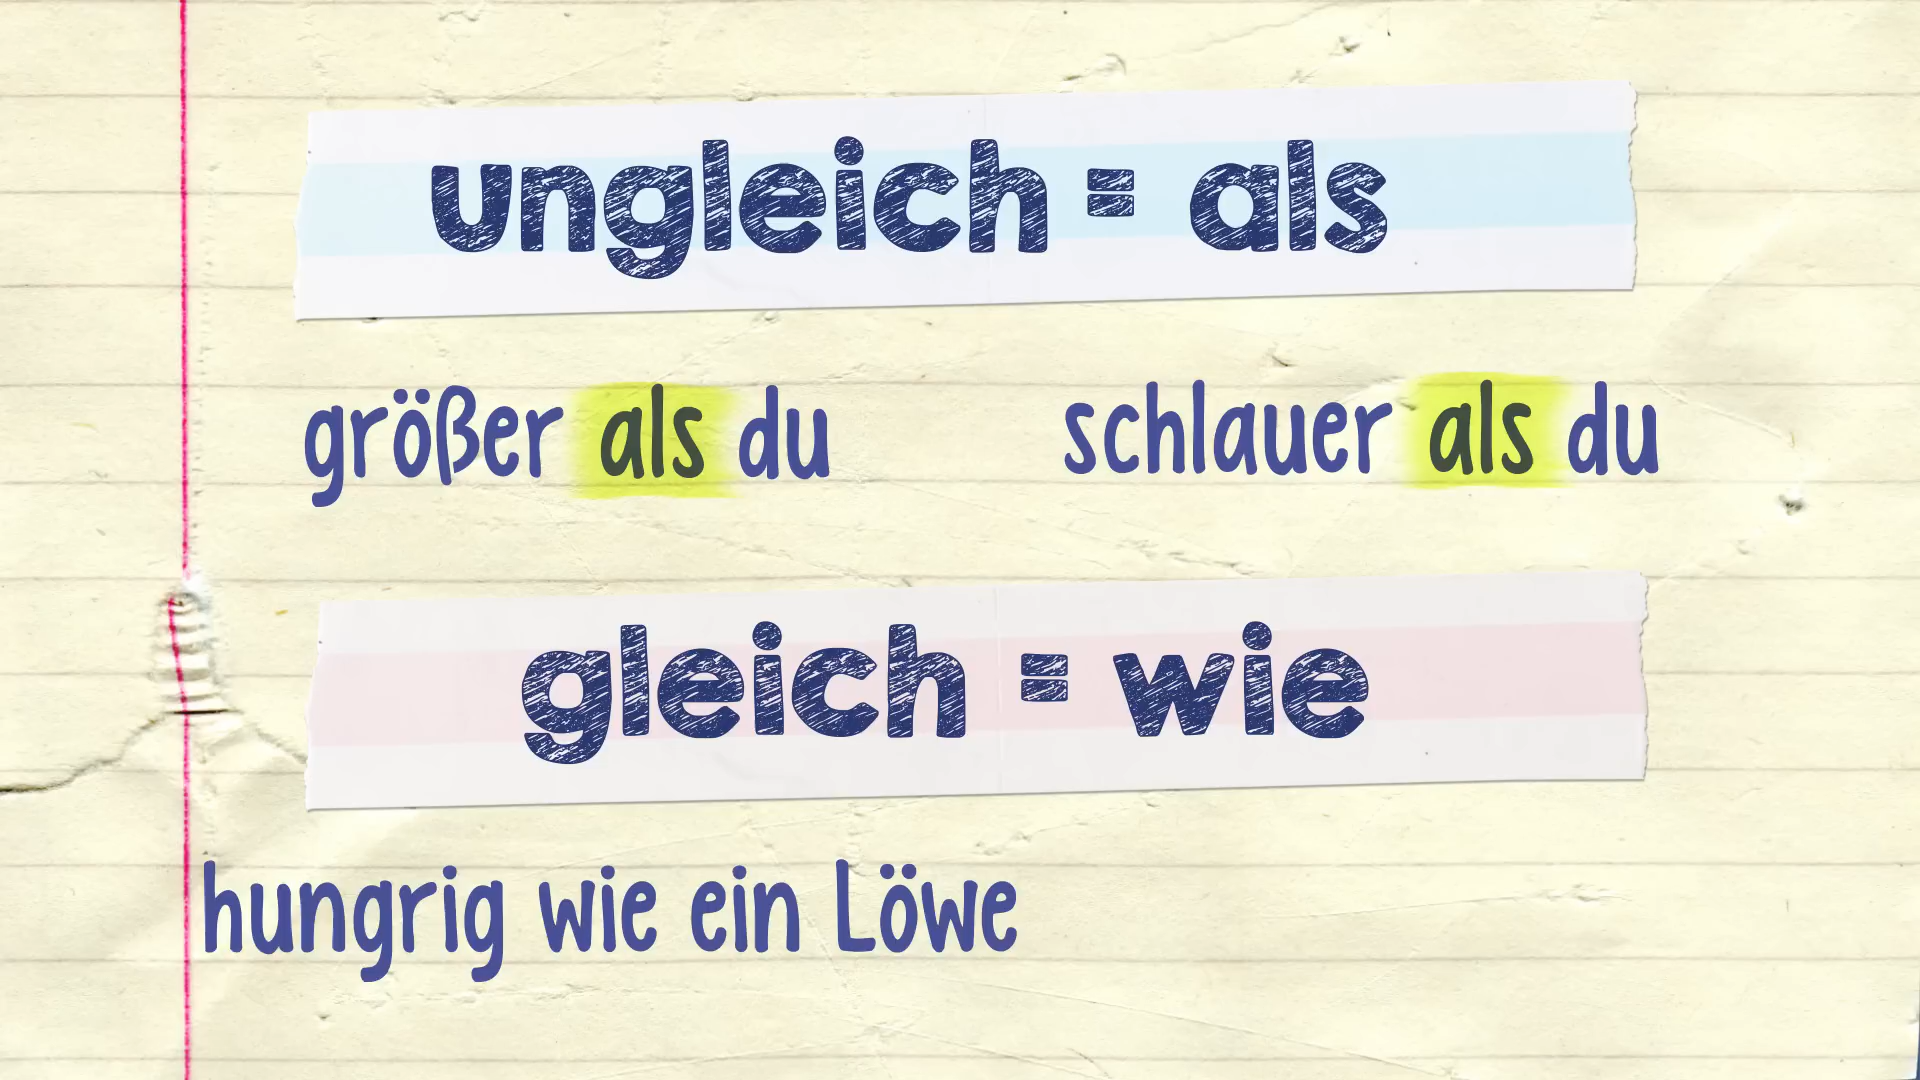 ungleich = als
größer als du schlauer als du
gleich = wie
hungrig wie ein Löwe